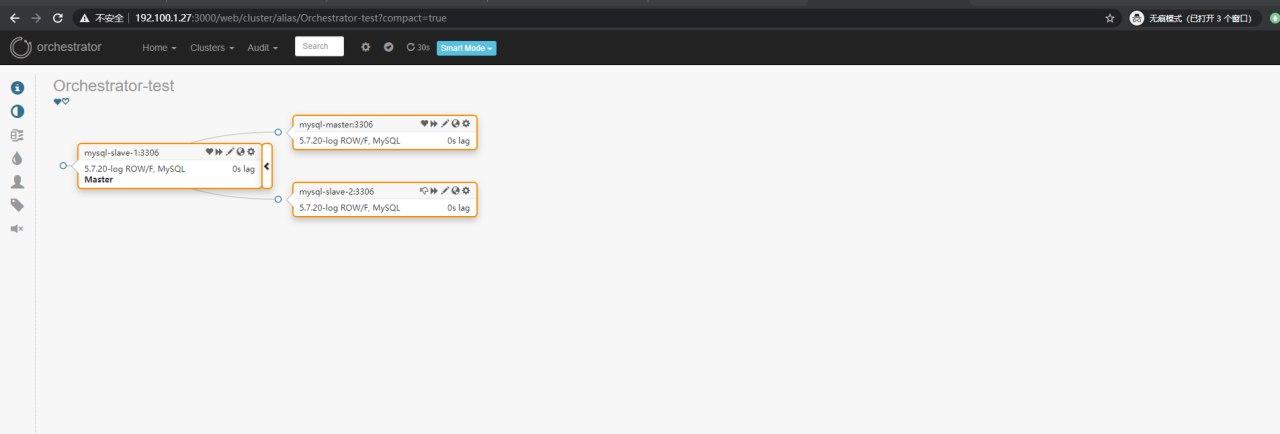 不安全 192.100.1.27:3000/web/cluster/alias/Orchestrator-test?compact=true 无痕模式 (已打开 3 个窗口)
orchestrator Home Clusters Audit Search 30s Smart Mode
Orchestrator-test
mysql-master:3306
5.7.20-log ROW/F, MySQL 0s lag
mysql-slave-1:3306
5.7.20-log ROW/F, MySQL 0s lag
Master
mysql-slave-2:3306
5.7.20-log ROW/F, MySQL 0s lag